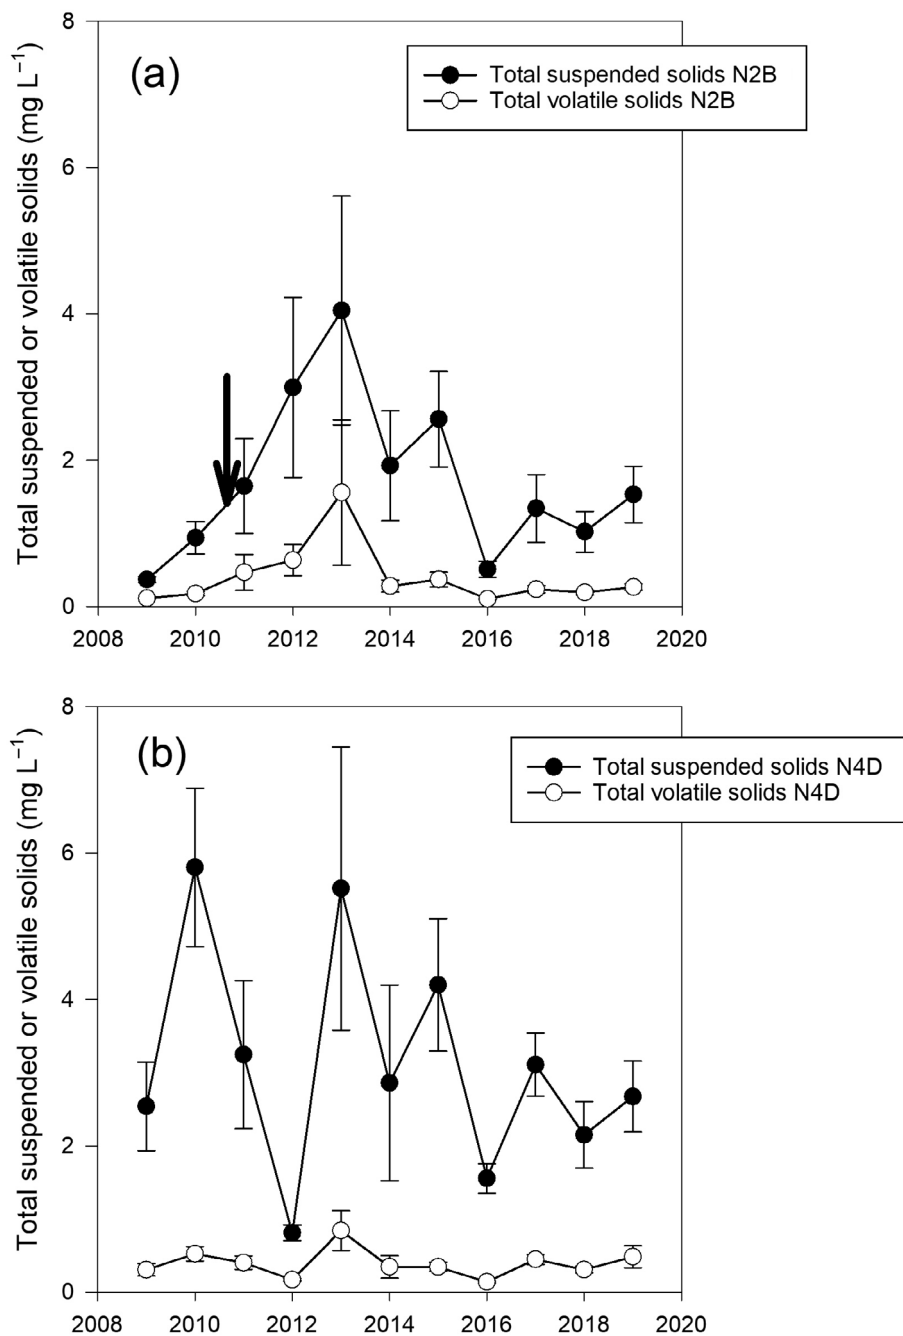 (a)
Total suspended solids N2B
Total volatile solids N2B
Total suspended or volatile solids (mg L⁻¹)
8
6
4
2
0
2008 2010 2012 2014 2016 2018 2020
(b)
Total suspended solids N4D
Total volatile solids N4D
Total suspended or volatile solids (mg L⁻¹)
8
6
4
2
0
2008 2010 2012 2014 2016 2018 2020